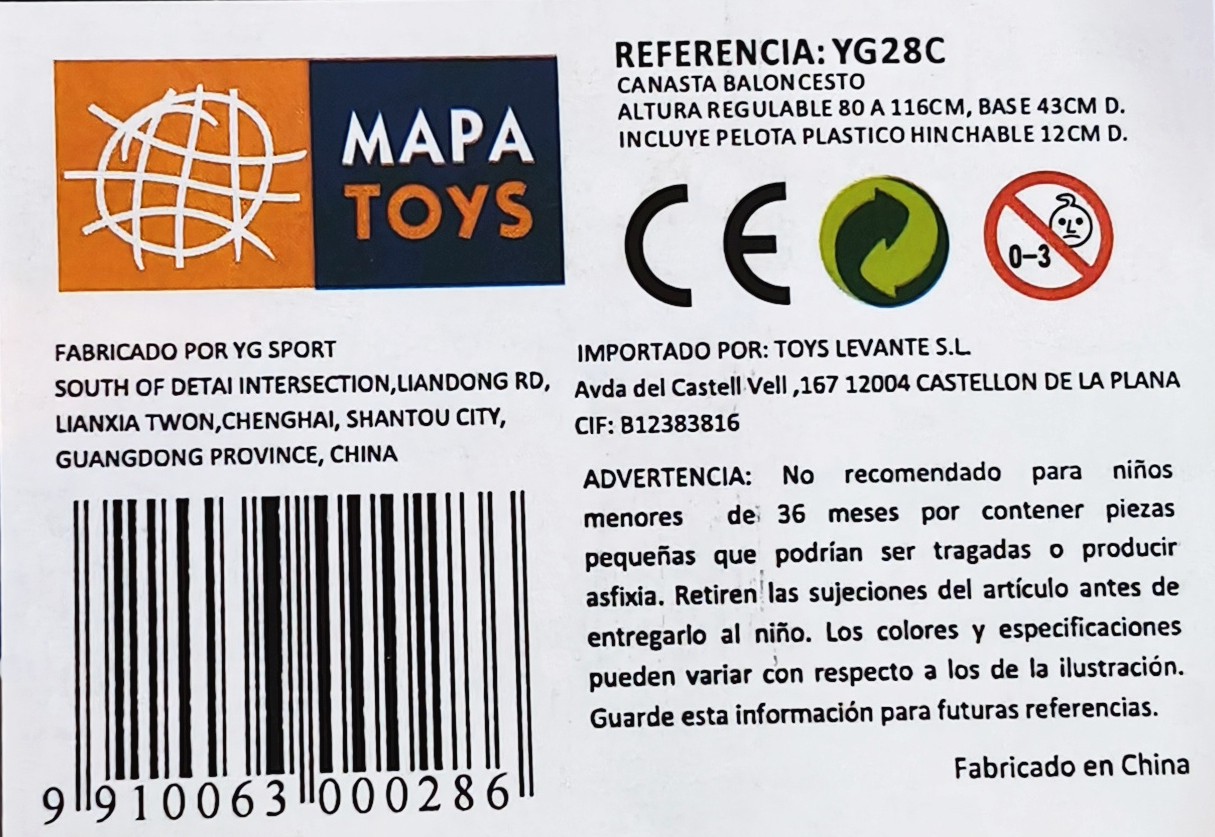 MAPA
TOYS
REFERENCIA: YG28C
CANASTA BALONCESTO
ALTURA REGULABLE 80 A 116CM, BASE 43CM D.
INCLUYE PELOTA PLASTICO HINCHABLE 12CM D.
CE
0-3
FABRICADO POR YG SPORT
SOUTH OF DETAI INTERSECTION,LIANDONG RD,
LIANXIA TWON,CHENGHAI, SHANTOU CITY,
GUANGDONG PROVINCE, CHINA
IMPORTADO POR: TOYS LEVANTE S.L
Avda del Castell Vell ,167 12004 CASTELLON DE LA PLANA
CIF: B12383816
ADVERTENCIA: No recomendado para niños
menores de 36 meses por contener piezas
pequeñas que podrían ser tragadas o producir
asfixia. Retiren las sujeciones del artículo antes de
entregarlo al niño. Los colores y especificaciones
pueden variar con respecto a los de la ilustración.
Guarde esta información para futuras referencias.
Fabricado en China
9 910063 000286